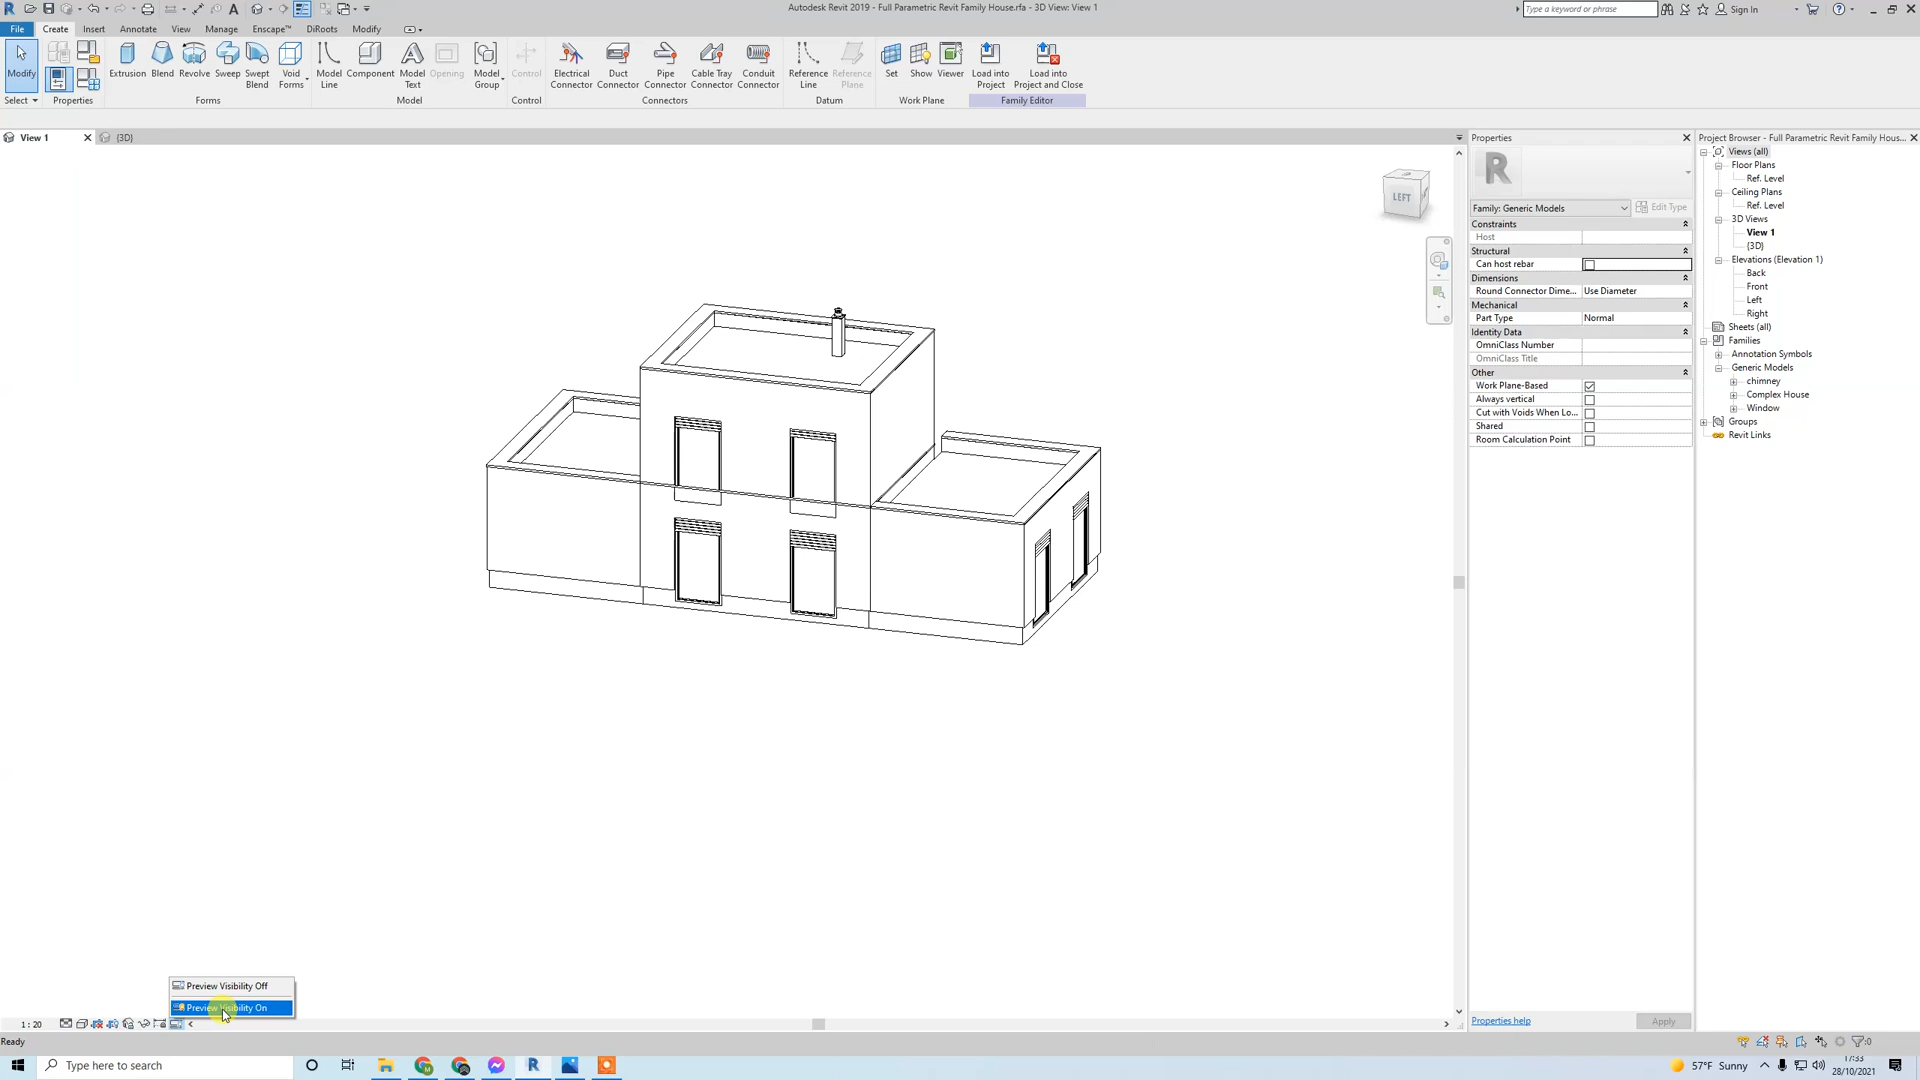 Autodesk Revit 2019 - Full Parametric Revit Family House.rfa - 3D View: View 1
Type a keyword or phrase
Sign In
File Create Insert Annotate View Manage Enscape™ DiRoots Modify
Modify
Select
Properties
Extrusion Blend Revolve Sweep Swept Blend Void Forms
Forms
Model Line Component Model Text Opening Model Group
Model
Control
Control
Electrical Connector Duct Connector Pipe Connector Cable Tray Connector Conduit Connector
Connectors
Reference Line Reference Plane
Datum
Set Show Viewer
Work Plane
Load into Project Load into Project and Close
Family Editor
View 1
{3D}
LEFT
Properties
R
Family: Generic Models
Edit Type
Constraints
Host
Structural
Can host rebar
Dimensions
Round Connector Dime... Use Diameter
Mechanical
Part Type Normal
Identity Data
OmniClass Number
OmniClass Title
Other
Work Plane-Based
Always vertical
Cut with Voids When Lo...
Shared
Room Calculation Point
Properties help
Apply
Project Browser - Full Parametric Revit Family Hous...
Views (all)
Floor Plans
Ref. Level
Ceiling Plans
Ref. Level
3D Views
View 1
{3D}
Elevations (Elevation 1)
Back
Front
Left
Right
Sheets (all)
Families
Annotation Symbols
Generic Models
chimney
Complex House
Window
Groups
Revit Links
Preview Visibility Off
Preview Visibility On
1 : 20
Ready
:0
Type here to search
57°F Sunny
17:33
28/10/2021